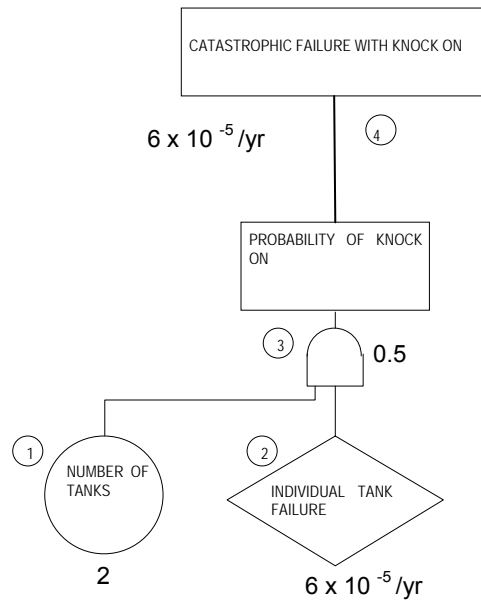 CATASTROPHIC FAILURE WITH KNOCK ON
6 x 10 -5 /yr
4
PROBABILITY OF KNOCK
ON
3
0.5
1
2
NUMBER OF
TANKS
INDIVIDUAL TANK
FAILURE
2
6 x 10 -5 /yr